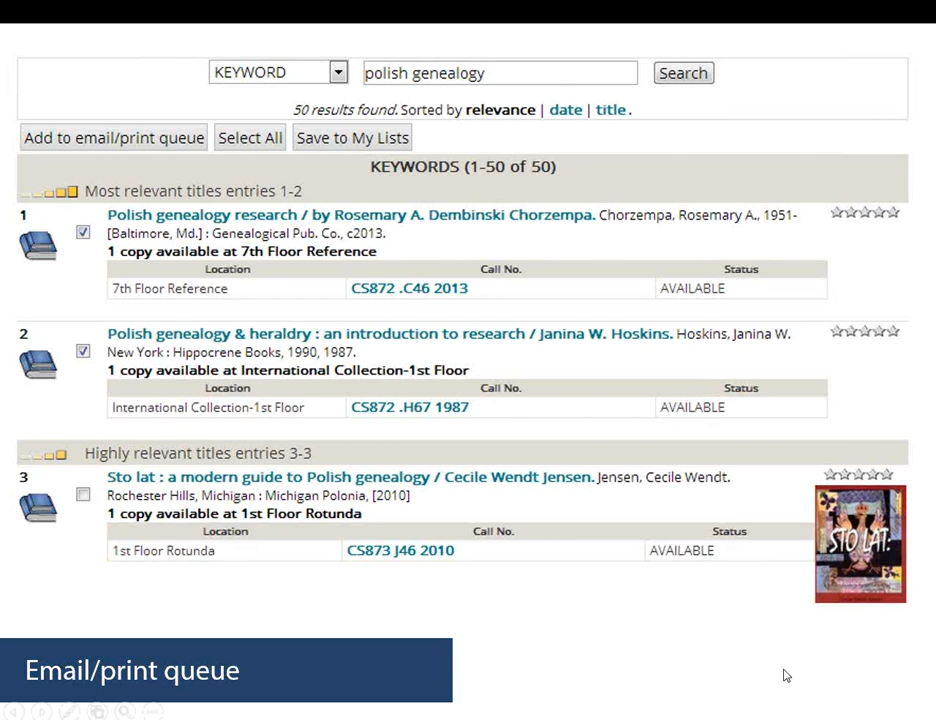 KEYWORD polish genealogy Search
50 results found. Sorted by relevance | date | title .
Add to email/print queue Select All Save to My Lists
KEYWORDS (1-50 of 50)
Most relevant titles entries 1-2
1 Polish genealogy research / by Rosemary A. Dembinski Chorzempa. Chorzempa, Rosemary A., 1951-
[Baltimore, Md.] : Genealogical Pub. Co., c2013.
1 copy available at 7th Floor Reference
Location Call No. Status
7th Floor Reference CS872 .C46 2013 AVAILABLE
2 Polish genealogy & heraldry : an introduction to research / Janina W. Hoskins. Hoskins, Janina W.
New York : Hippocrene Books, 1990, 1987.
1 copy available at International Collection-1st Floor
Location Call No. Status
International Collection-1st Floor CS872 .H67 1987 AVAILABLE
Highly relevant titles entries 3-3
3 Sto lat : a modern guide to Polish genealogy / Cecile Wendt Jensen. Jensen, Cecile Wendt.
Rochester Hills, Michigan : Michigan Polonia, [2010]
1 copy available at 1st Floor Rotunda
Location Call No. Status
1st Floor Rotunda CS873 J46 2010 AVAILABLE
STO LAT:
Email/print queue